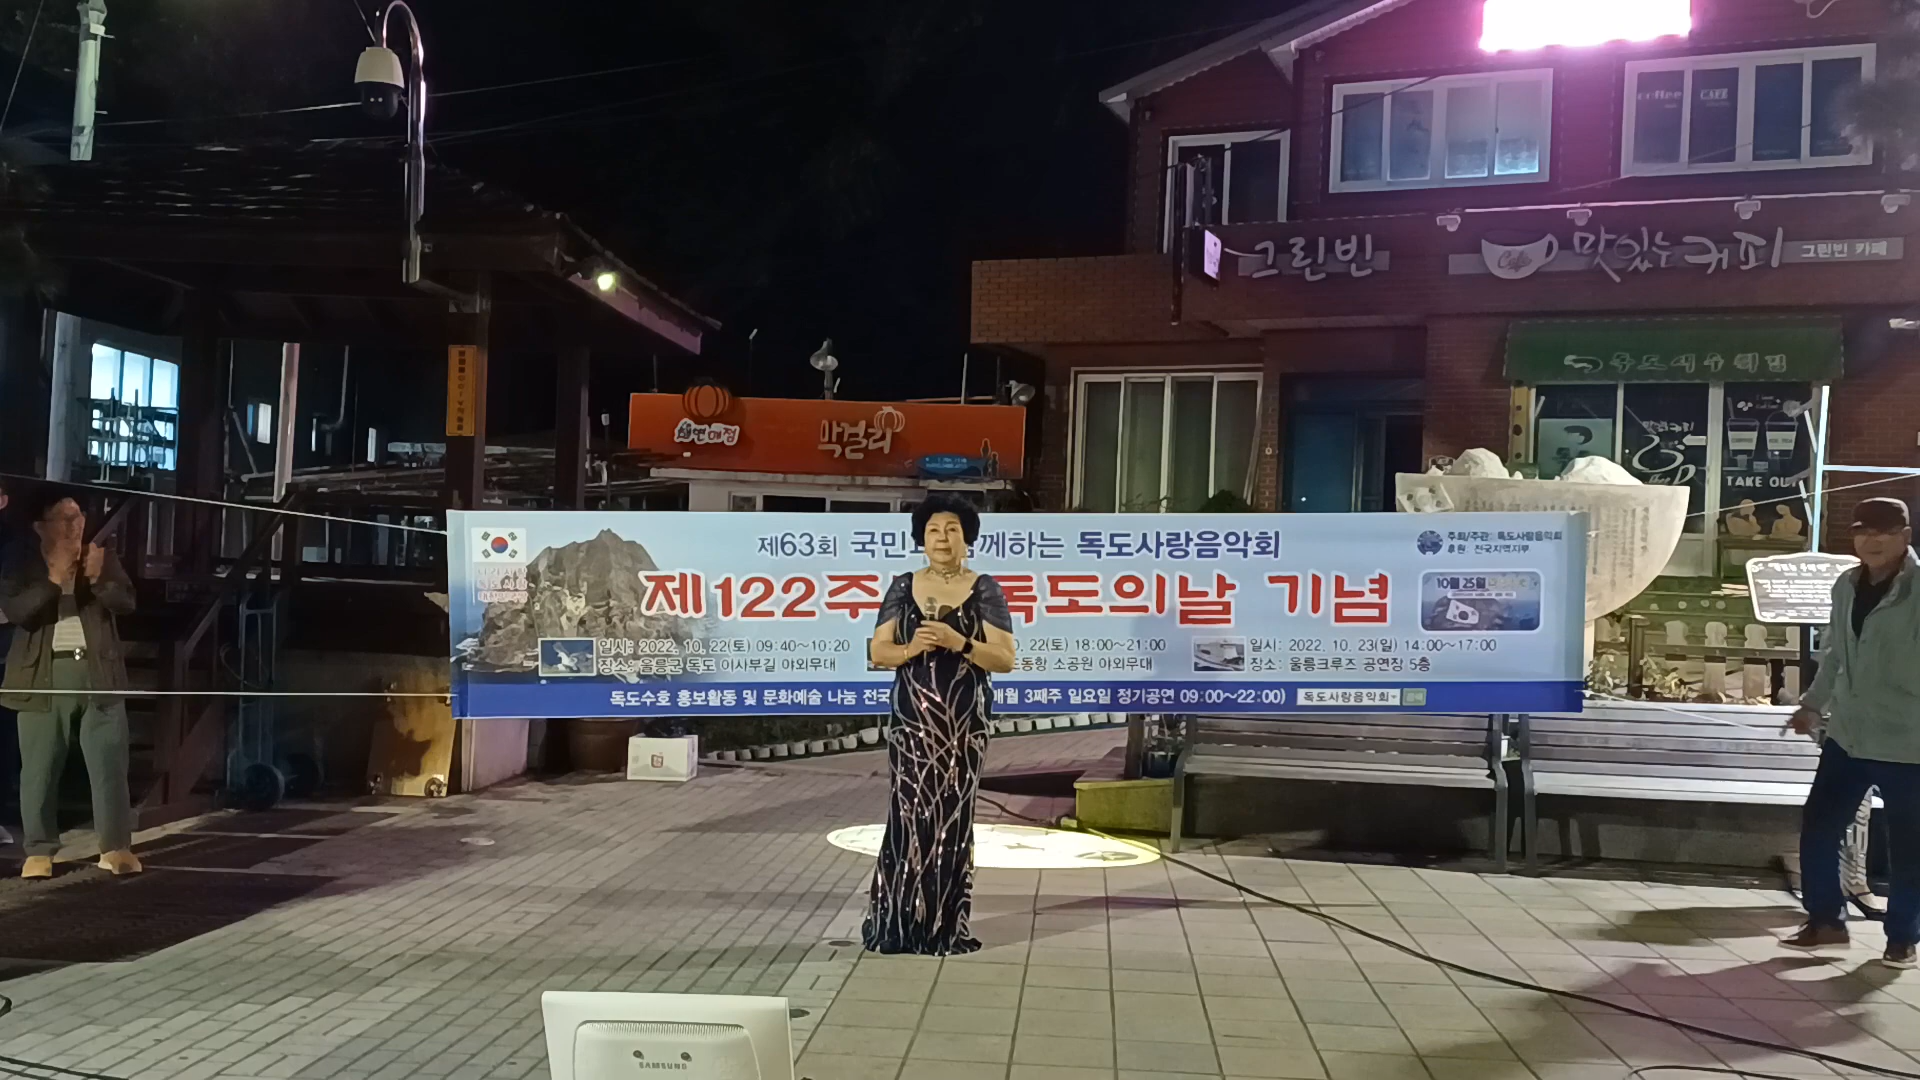 coffee
CAFE
그린빈
Cafe
맛있는커피
그린빈 카페
독도새우튀김
막걸리
TAKE OUT
제63회 국민과 함께하는 독도사랑음악회
주최/주관: 독도사랑음악회
후원: 전국지역지부
제122주년 독도의날 기념
10월 25일
일시: 2022. 10. 22(토) 09:40~10:20
장소: 울릉군 독도 이사부길 야외무대
22(토) 18:00~21:00
도동항 소공원 야외무대
일시: 2022. 10. 23(일) 14:00~17:00
장소: 울릉크루즈 공연장 5층
독도수호 홍보활동 및 문화예술 나눔 전국
매월 3째주 일요일 정기공연 09:00~22:00)
독도사랑음악회
검색
SAMSUNG